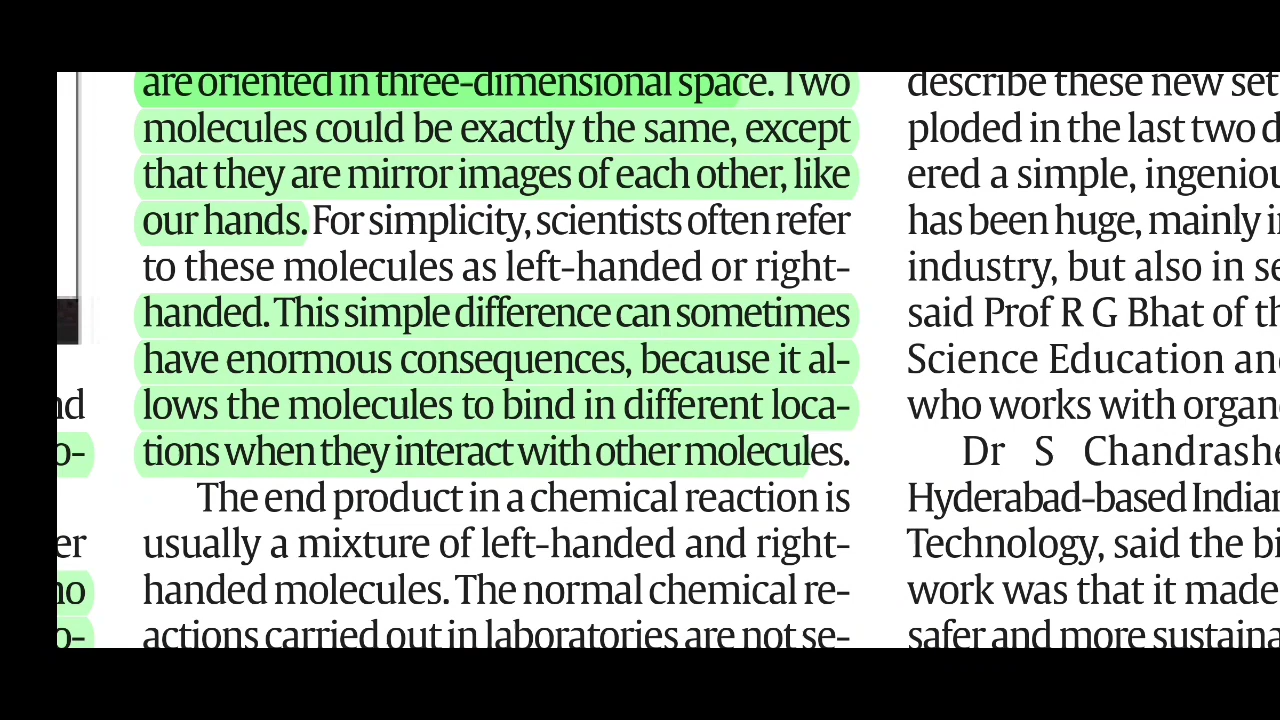 are oriented in three-dimensional space. Two
molecules could be exactly the same, except
that they are mirror images of each other, like
our hands. For simplicity, scientists often refer
to these molecules as left-handed or right-
handed. This simple difference can sometimes
have enormous consequences, because it al-
lows the molecules to bind in different loca-
tions when they interact with other molecules.
The end product in a chemical reaction is
usually a mixture of left-handed and right-
handed molecules. The normal chemical re-
actions carried out in laboratories are not se-
describe these new set
ploded in the last two d
ered a simple, ingeniou
has been huge, mainly i
industry, but also in se
said Prof R G Bhat of th
Science Education and
who works with organo
Dr S Chandrashe
Hyderabad-based Indian
Technology, said the bi
work was that it made
safer and more sustaina